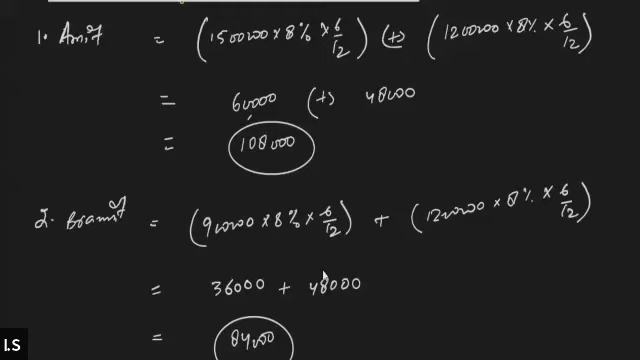 1. Amit = (1500000 × 8% × 6/12) (+) (1200000 × 8% × 6/12)
= 60000 (+) 48000
= 108000
2. = (900000 × 8% × 6/12) + (1200000 × 8% × 6/12)
= 36000 + 48000
= 84000
I.S